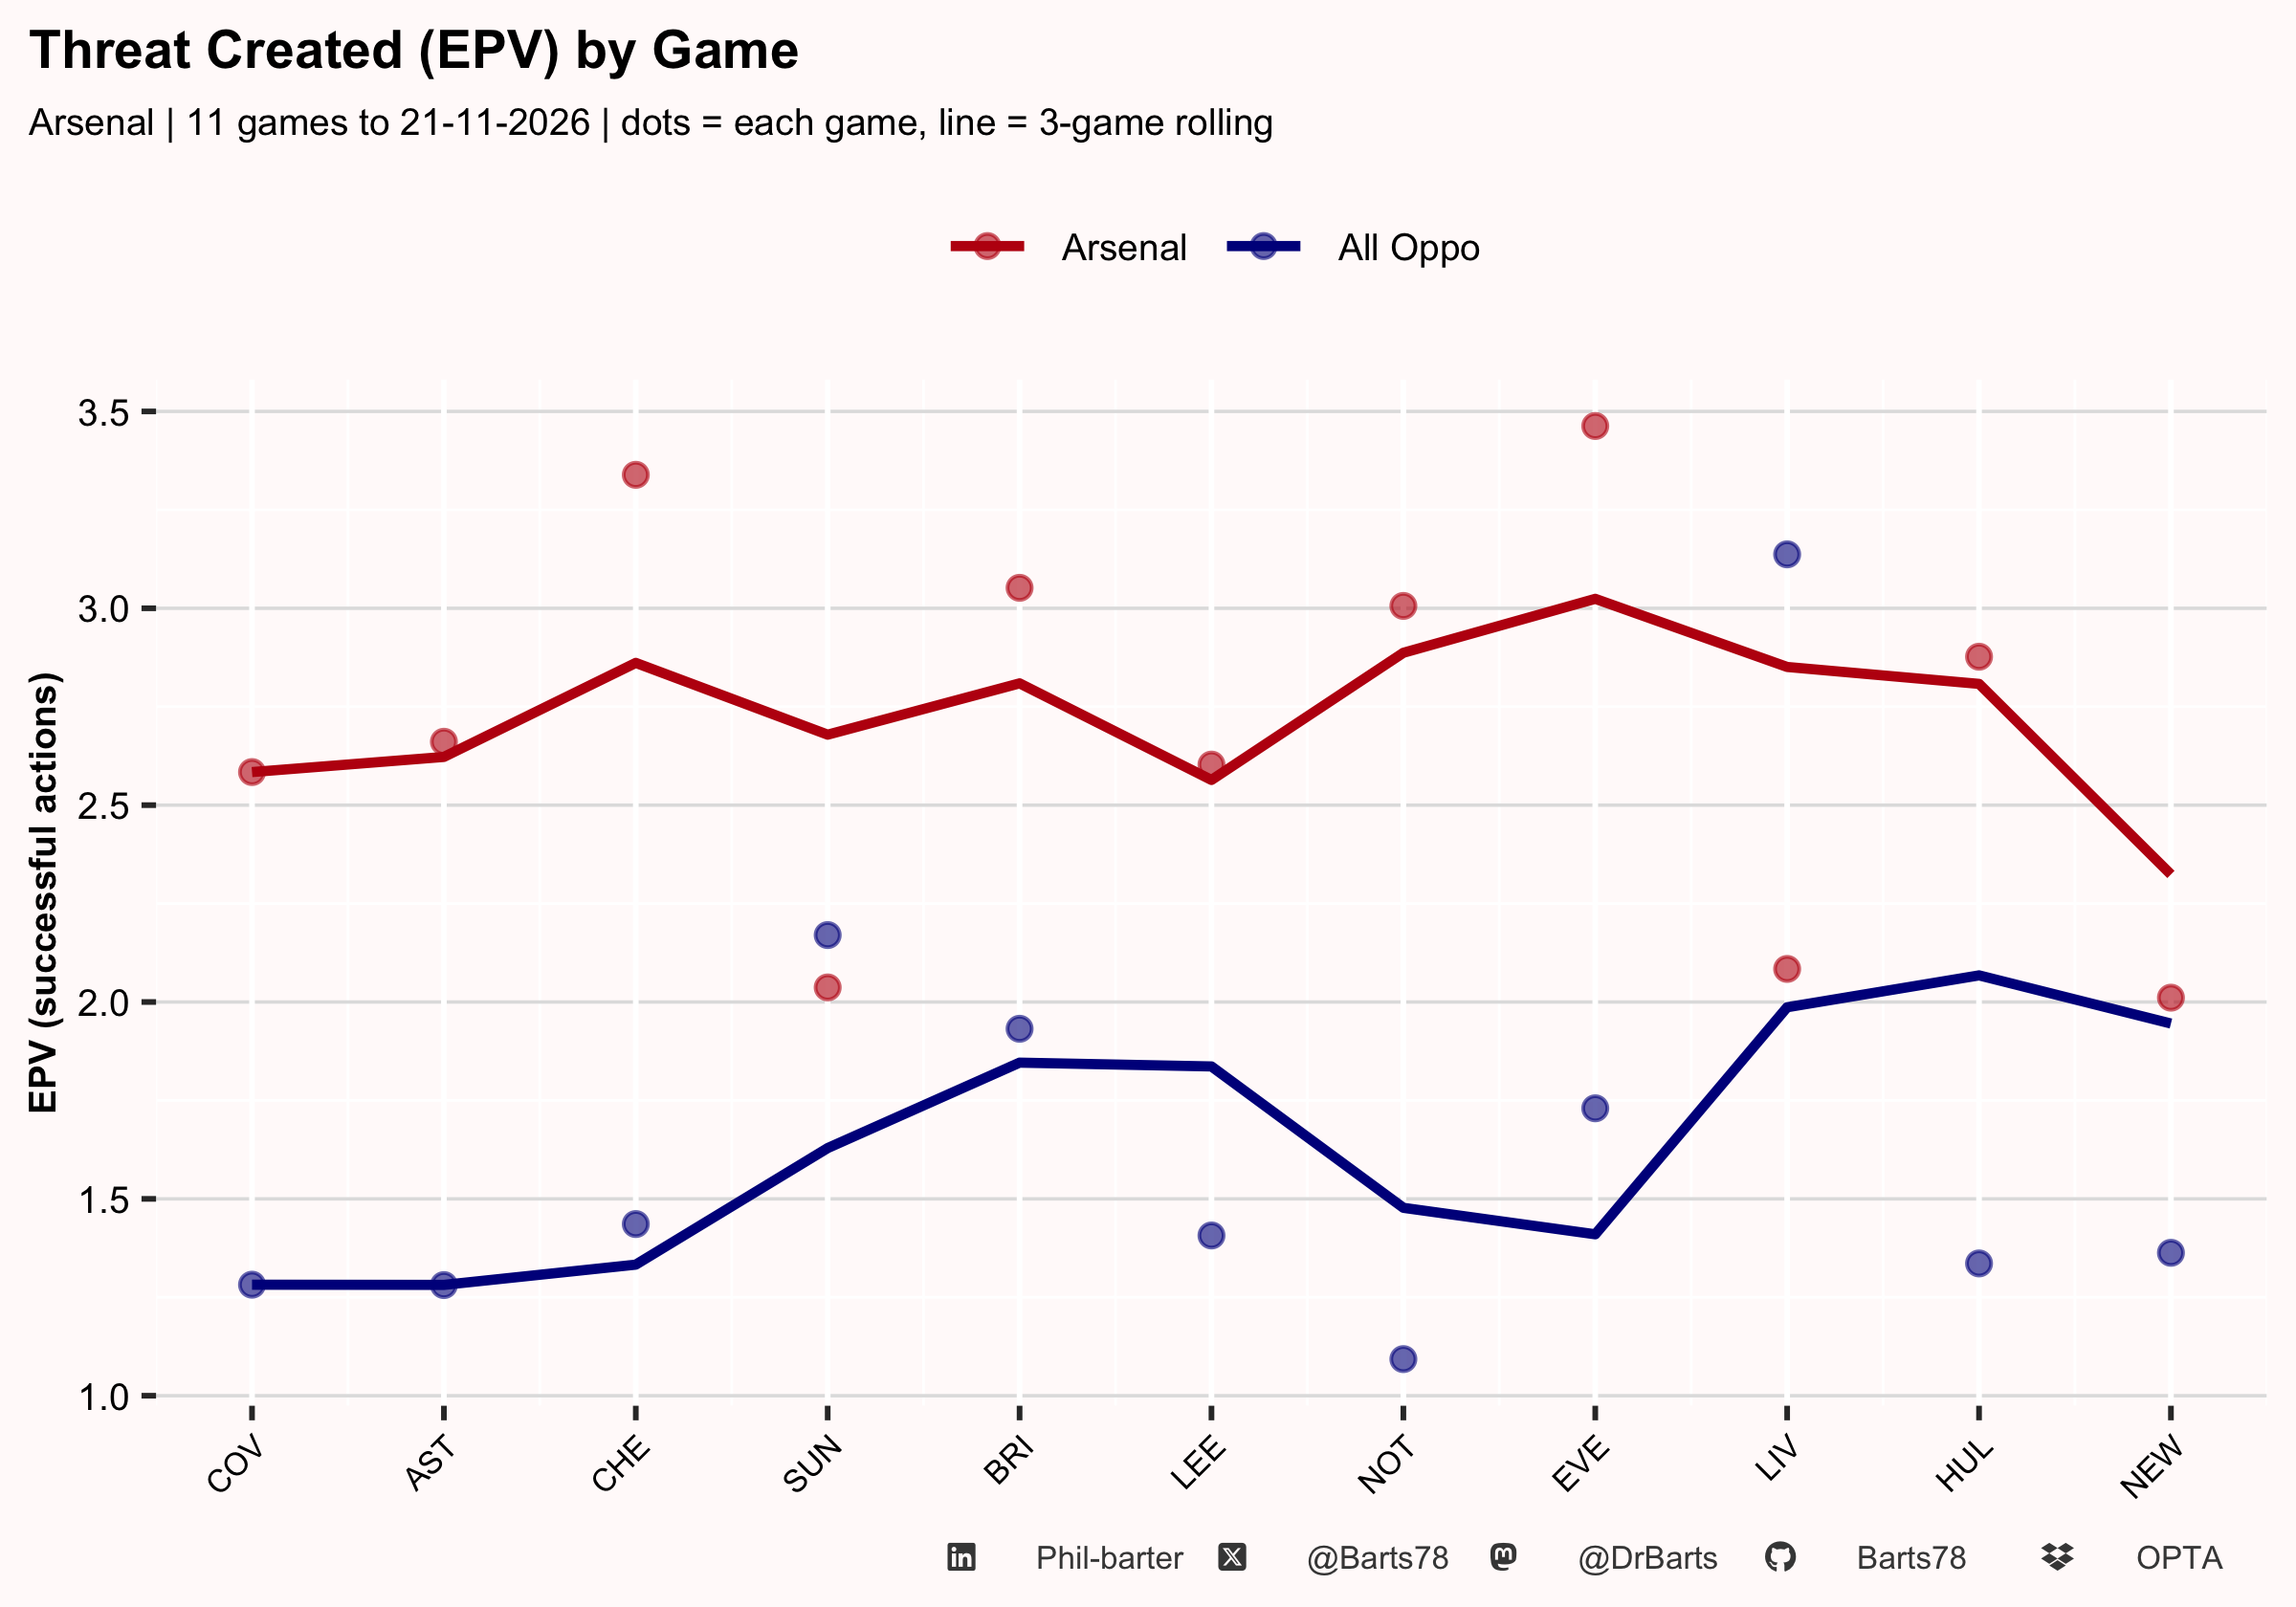 Threat Created (EPV) by Game
Arsenal | 11 games to 21-11-2026 | dots = each game, line = 3-game rolling
Arsenal All Oppo
EPV (successful actions)
3.5
3.0
2.5
2.0
1.5
1.0
COV AST CHE SUN BRI LEE NOT EVE LIV HUL NEW
Phil-barter @Barts78 @DrBarts Barts78 OPTA